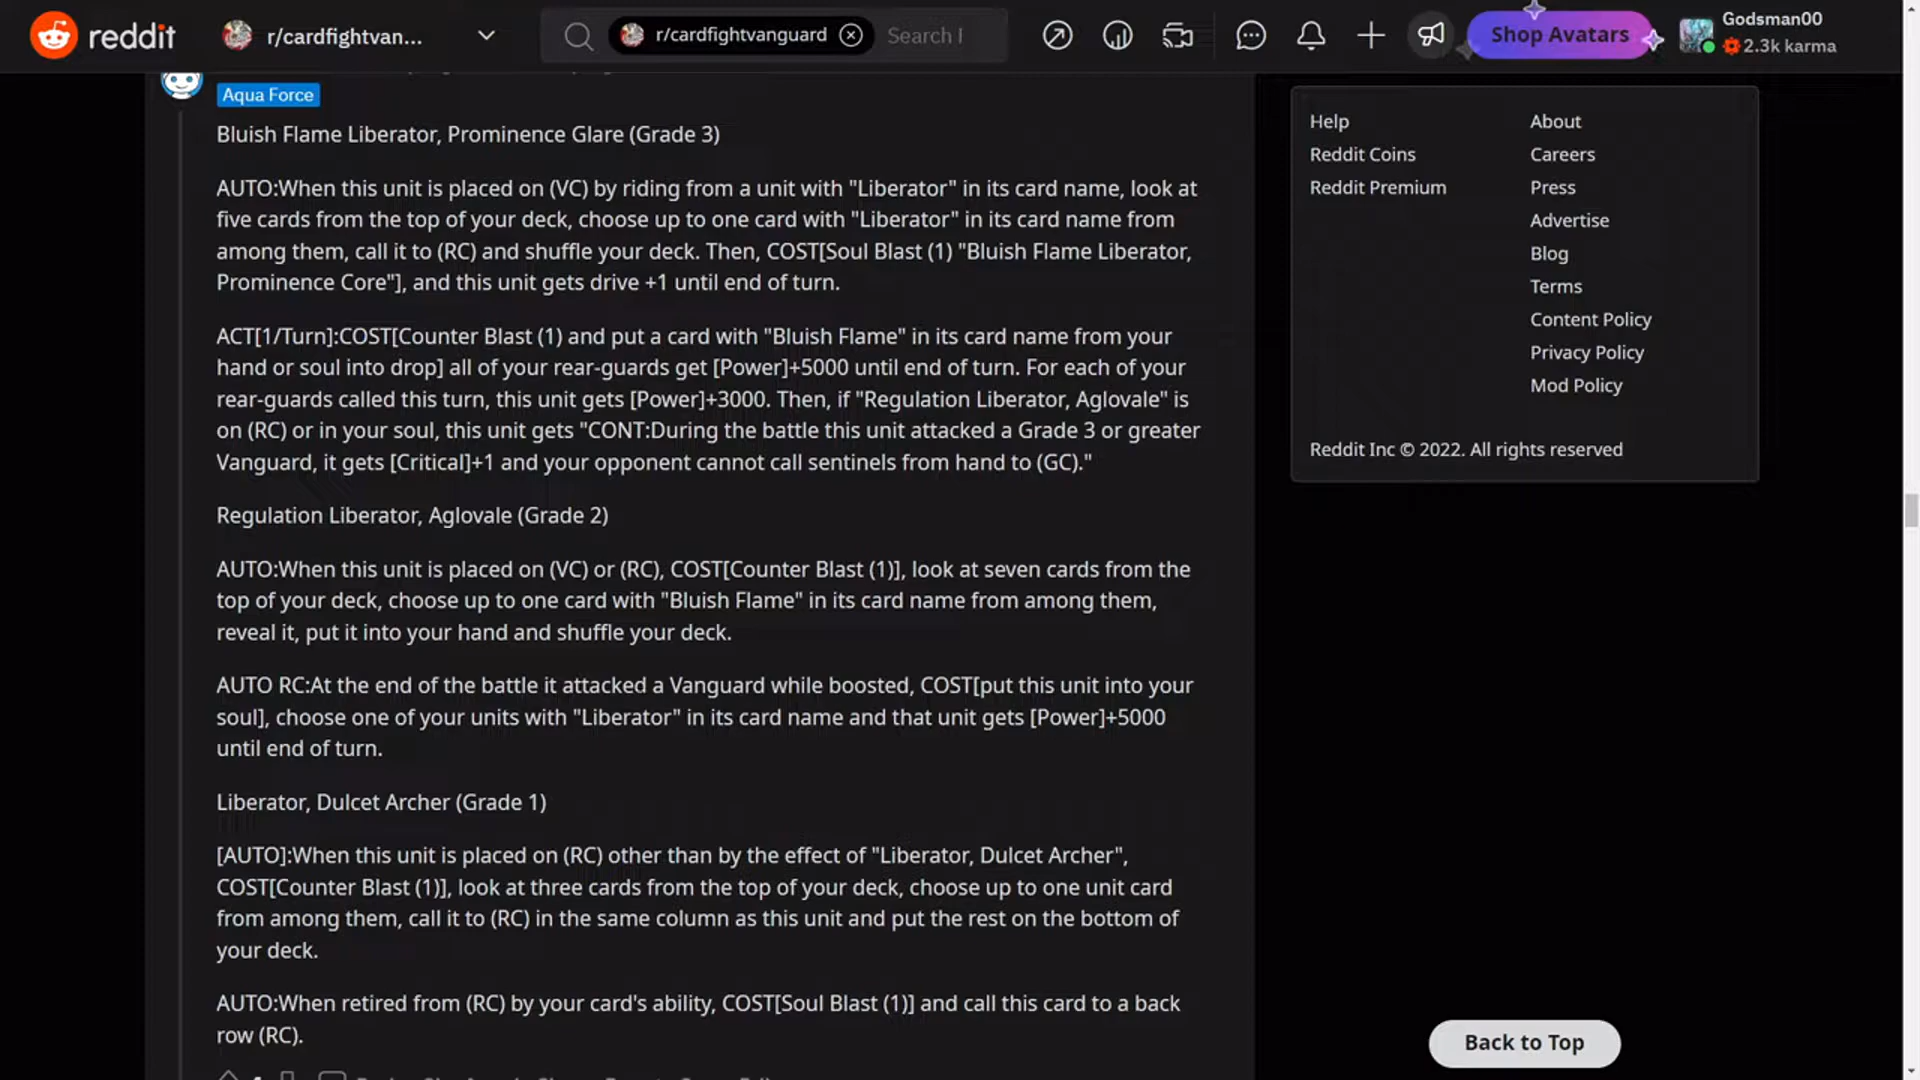 reddit
r/cardfightvan...
r/cardfightvanguard
Search
Shop Avatars
Godsman00
2.3k karma
Aqua Force
Bluish Flame Liberator, Prominence Glare (Grade 3)
AUTO:When this unit is placed on (VC) by riding from a unit with "Liberator" in its card name, look at
five cards from the top of your deck, choose up to one card with "Liberator" in its card name from
among them, call it to (RC) and shuffle your deck. Then, COST[Soul Blast (1) "Bluish Flame Liberator,
Prominence Core"], and this unit gets drive +1 until end of turn.
ACT[1/Turn]:COST[Counter Blast (1) and put a card with "Bluish Flame" in its card name from your
hand or soul into drop] all of your rear-guards get [Power]+5000 until end of turn. For each of your
rear-guards called this turn, this unit gets [Power]+3000. Then, if "Regulation Liberator, Aglovale" is
on (RC) or in your soul, this unit gets "CONT:During the battle this unit attacked a Grade 3 or greater
Vanguard, it gets [Critical]+1 and your opponent cannot call sentinels from hand to (GC)."
Regulation Liberator, Aglovale (Grade 2)
AUTO:When this unit is placed on (VC) or (RC), COST[Counter Blast (1)], look at seven cards from the
top of your deck, choose up to one card with "Bluish Flame" in its card name from among them,
reveal it, put it into your hand and shuffle your deck.
AUTO RC:At the end of the battle it attacked a Vanguard while boosted, COST[put this unit into your
soul], choose one of your units with "Liberator" in its card name and that unit gets [Power]+5000
until end of turn.
Liberator, Dulcet Archer (Grade 1)
[AUTO]:When this unit is placed on (RC) other than by the effect of "Liberator, Dulcet Archer",
COST[Counter Blast (1)], look at three cards from the top of your deck, choose up to one unit card
from among them, call it to (RC) in the same column as this unit and put the rest on the bottom of
your deck.
AUTO:When retired from (RC) by your card's ability, COST[Soul Blast (1)] and call this card to a back
row (RC).
Help
Reddit Coins
Reddit Premium
About
Careers
Press
Advertise
Blog
Terms
Content Policy
Privacy Policy
Mod Policy
Reddit Inc © 2022. All rights reserved
Back to Top